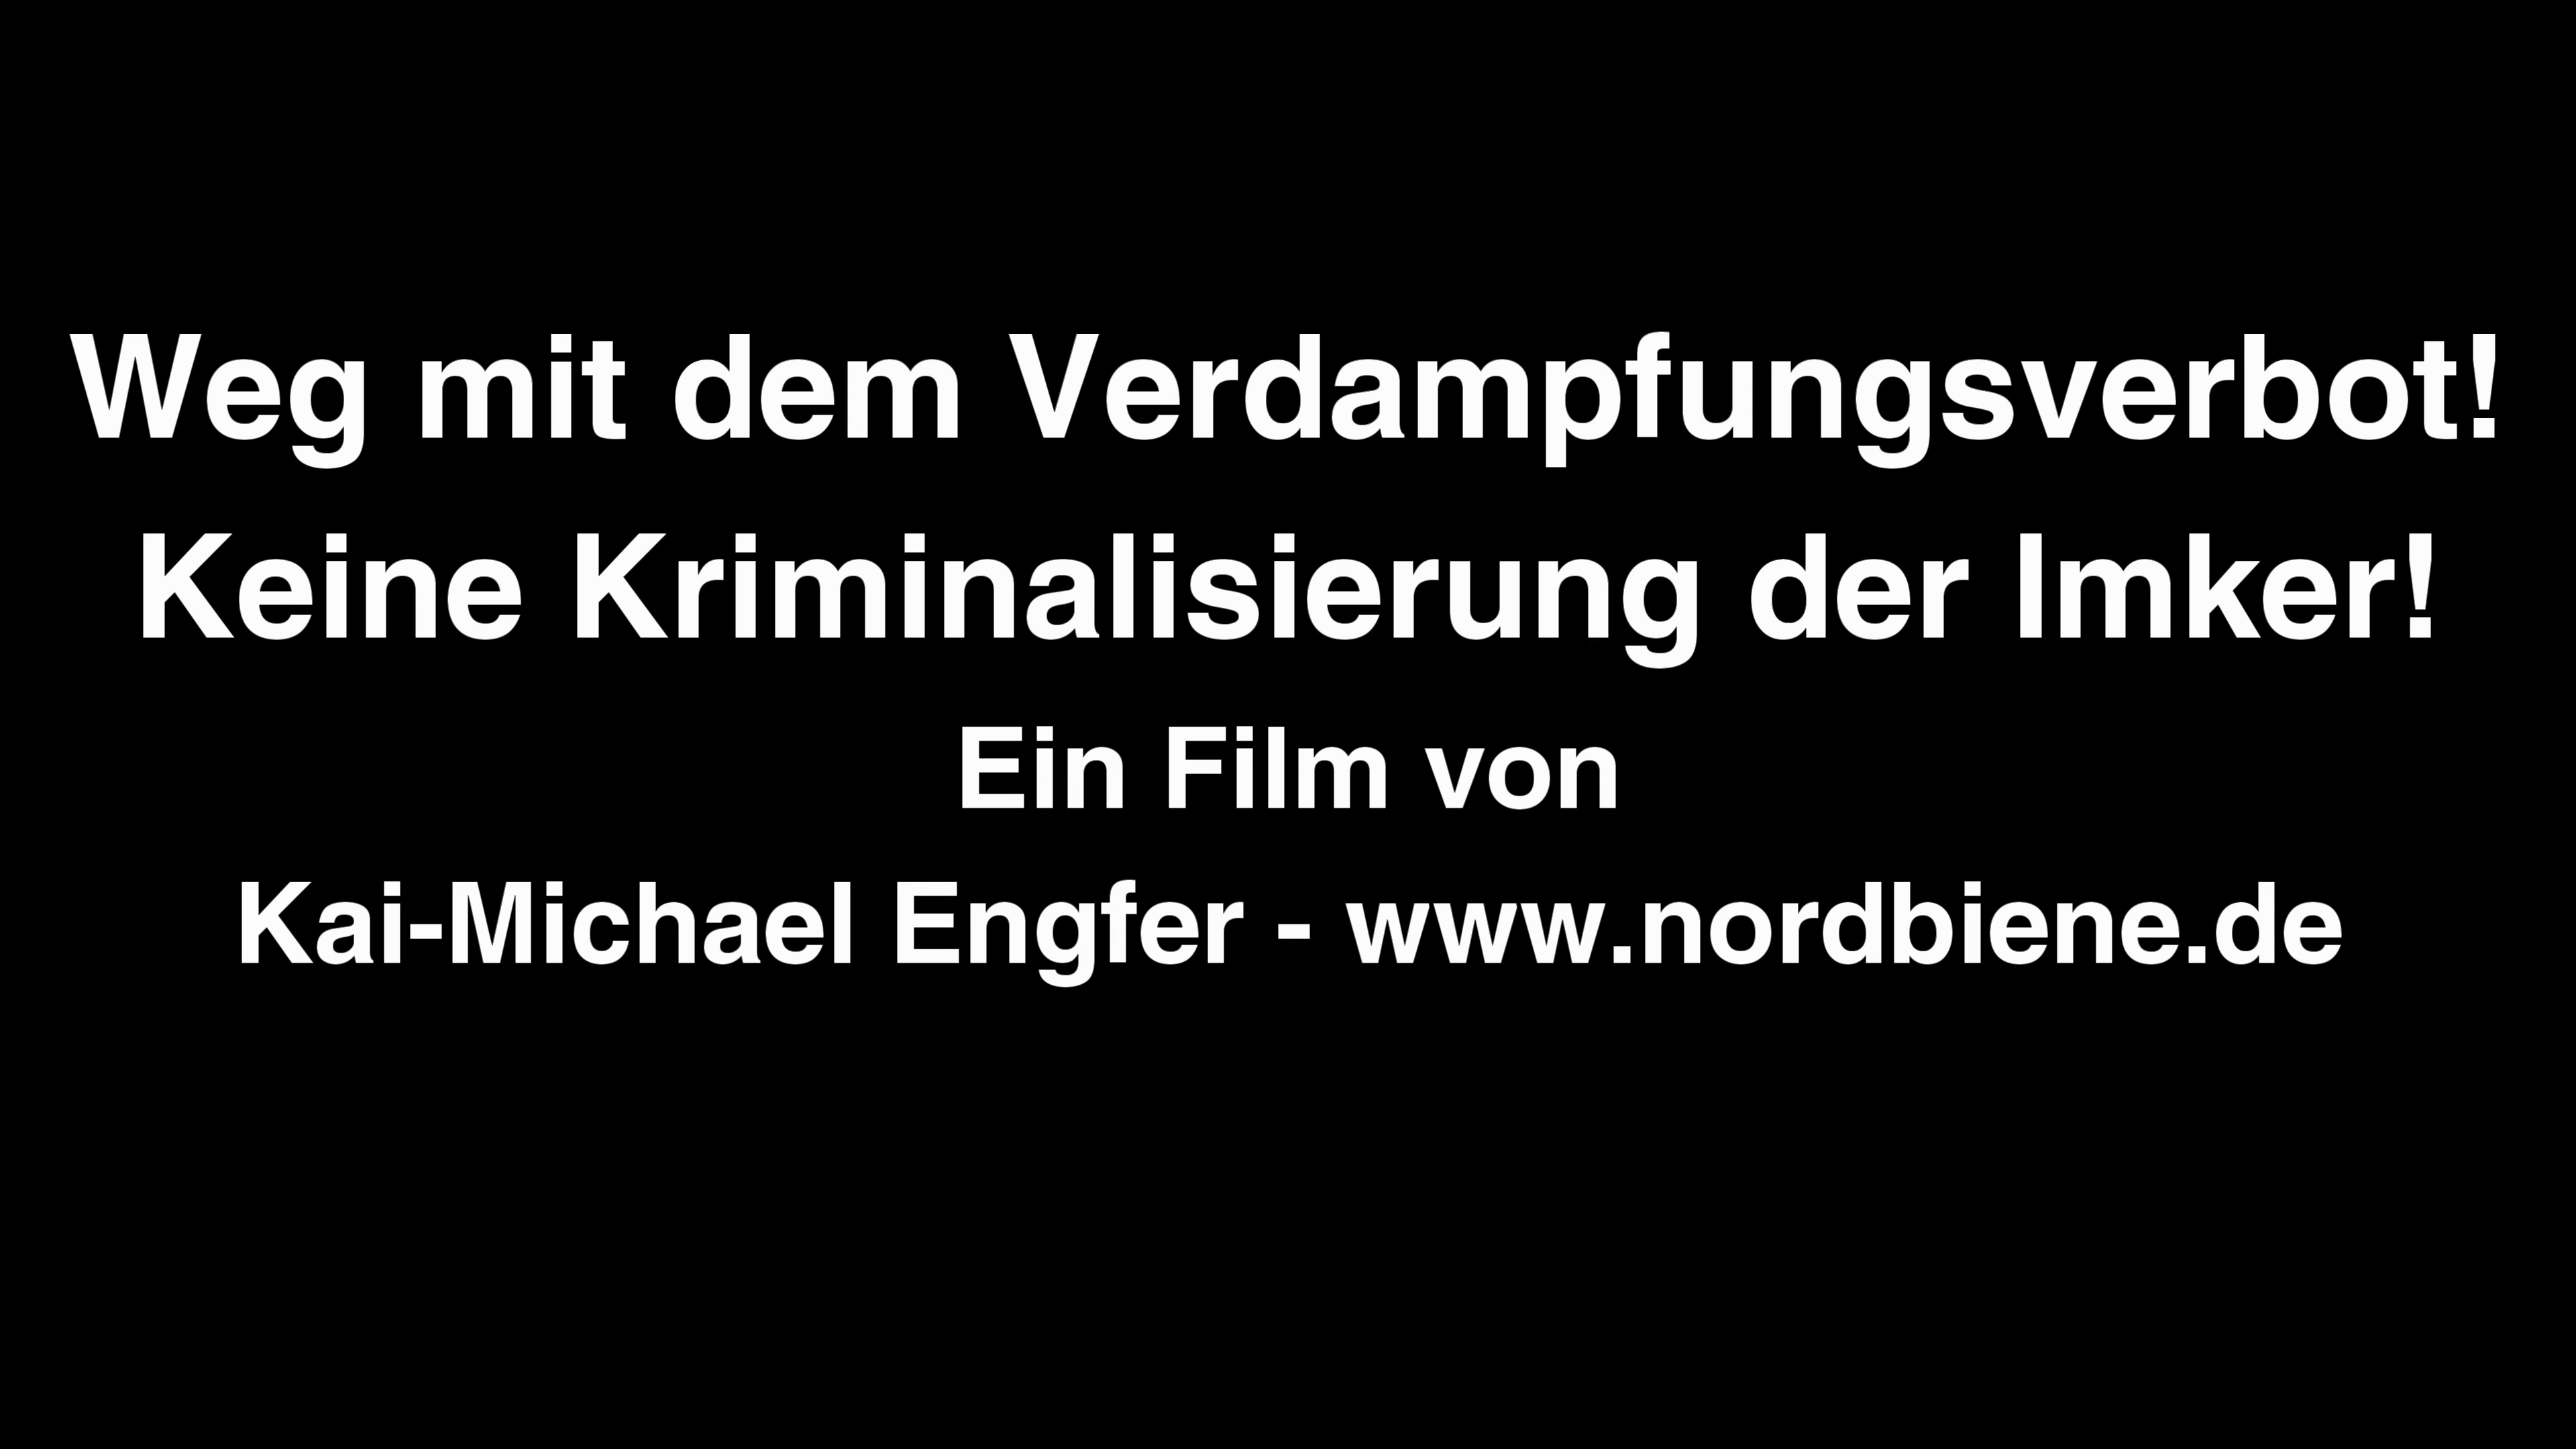 Weg mit dem Verdampfungsverbot!
Keine Kriminalisierung der Imker!
Ein Film von
Kai-Michael Engfer - www.nordbiene.de